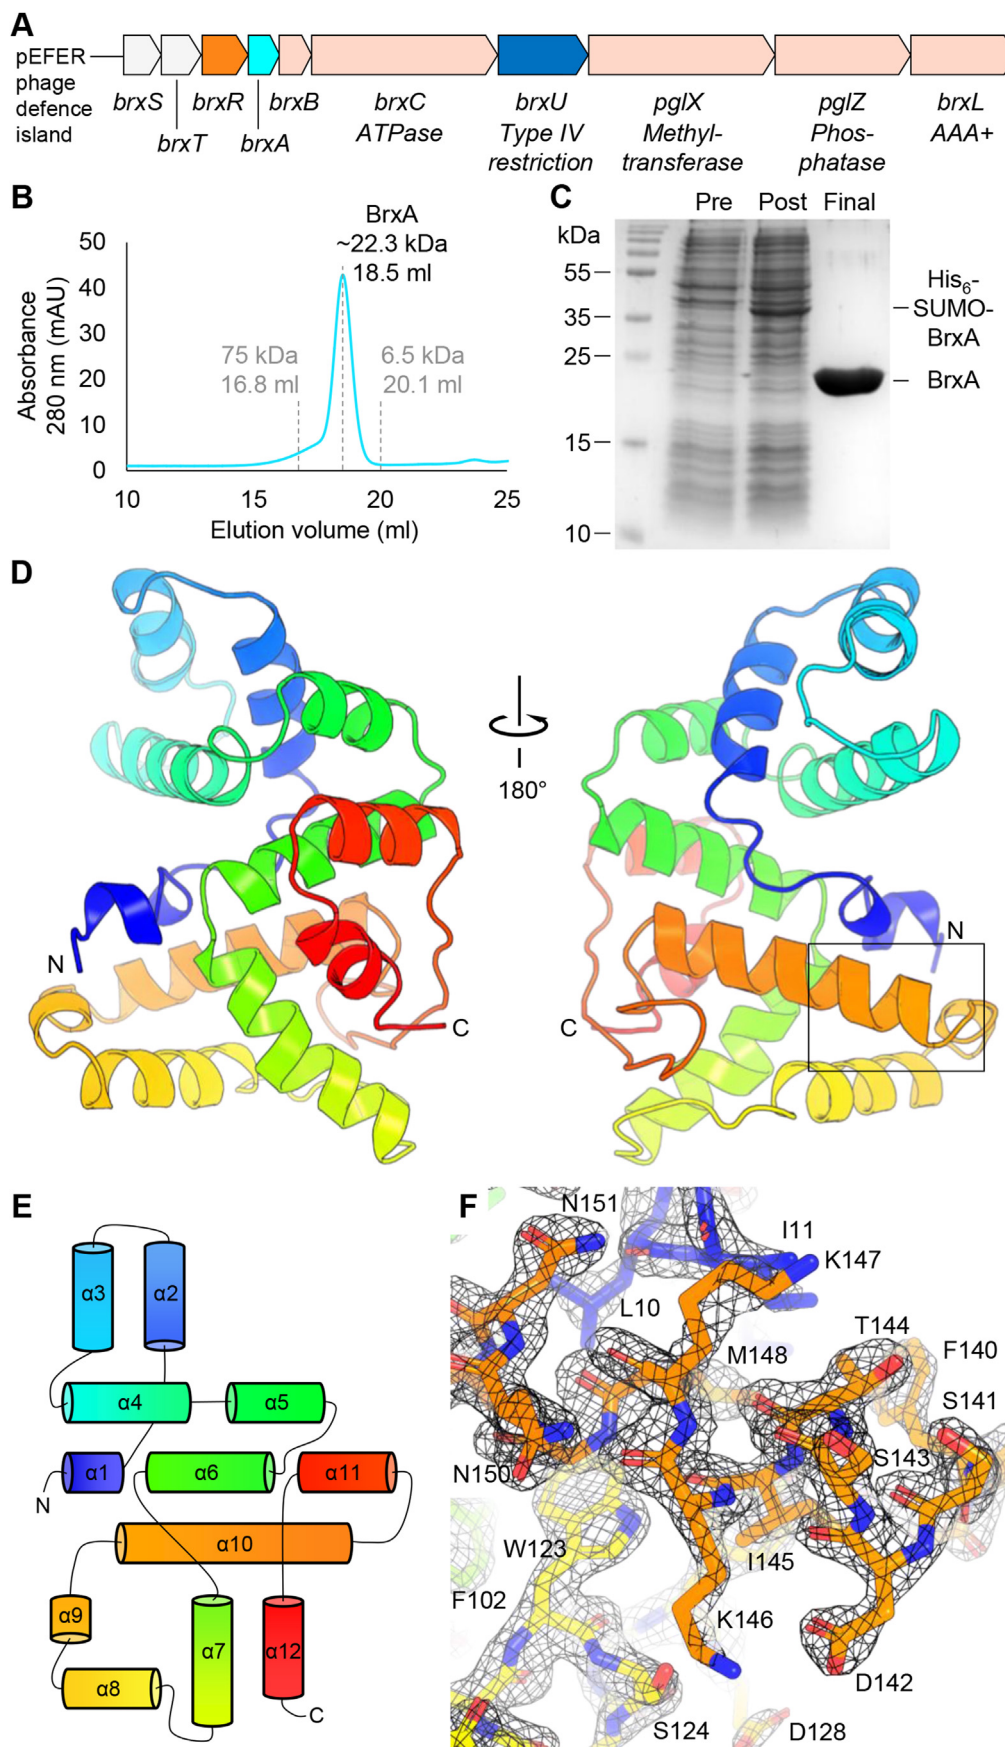 A
pEFER
phage
defence
island
brxS
brxT
brxR
brxA
brxB
brxC
ATPase
brxU
Type IV
restriction
pglX
Methyl-
transferase
pglZ
Phos-
phatase
brxL
AAA+
B
BrxA
~22.3 kDa
18.5 ml
75 kDa
16.8 ml
6.5 kDa
20.1 ml
Absorbance
280 nm (mAU)
50
40
30
20
10
0
10
15
20
25
Elution volume (ml)
C
Pre Post Final
kDa
55
35
25
15
10
His6-
SUMO-
BrxA
BrxA
D
N
C
180°
N
C
E
α3
α2
α4
α5
α1
α6
α11
N
α10
α9
α7
α12
α8
C
F
N151
I11
K147
L10
T144
M148
F140
S141
N150
S143
W123
I145
F102
K146
D142
S124
D128